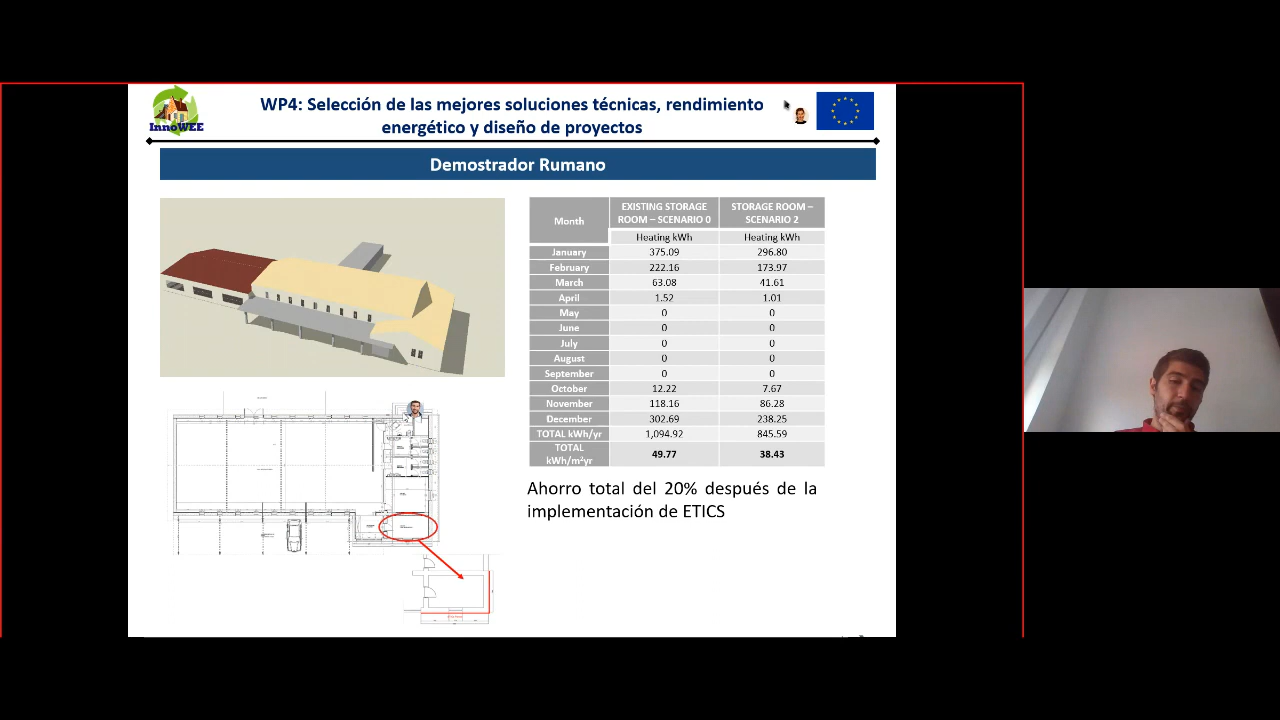 InnoWEE
WP4: Selección de las mejores soluciones técnicas, rendimiento
energético y diseño de proyectos
Demostrador Rumano
Month EXISTING STORAGE ROOM – SCENARIO 0 STORAGE ROOM – SCENARIO 2
Heating kWh Heating kWh
January 375.09 296.80
February 222.16 173.97
March 63.08 41.61
April 1.52 1.01
May 0 0
June 0 0
July 0 0
August 0 0
September 0 0
October 12.22 7.67
November 118.16 86.28
December 302.69 238.25
TOTAL kWh/yr 1,094.92 845.59
TOTAL kWh/m²yr 49.77 38.43
Ahorro total del 20% después de la
implementación de ETICS